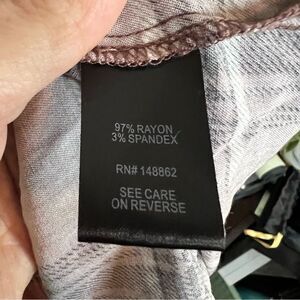 97% RAYON
3% SPANDEX
RN# 148862
SEE CARE
ON REVERSE